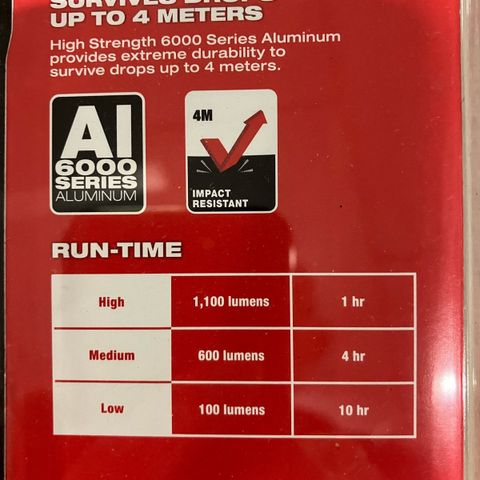 SURVIVES DROPS
UP TO 4 METERS
High Strength 6000 Series Aluminum
provides extreme durability to
survive drops up to 4 meters.
Al
6000
SERIES
ALUMINUM
4M
IMPACT
RESISTANT
RUN-TIME
High 1,100 lumens 1 hr
Medium 600 lumens 4 hr
Low 100 lumens 10 hr